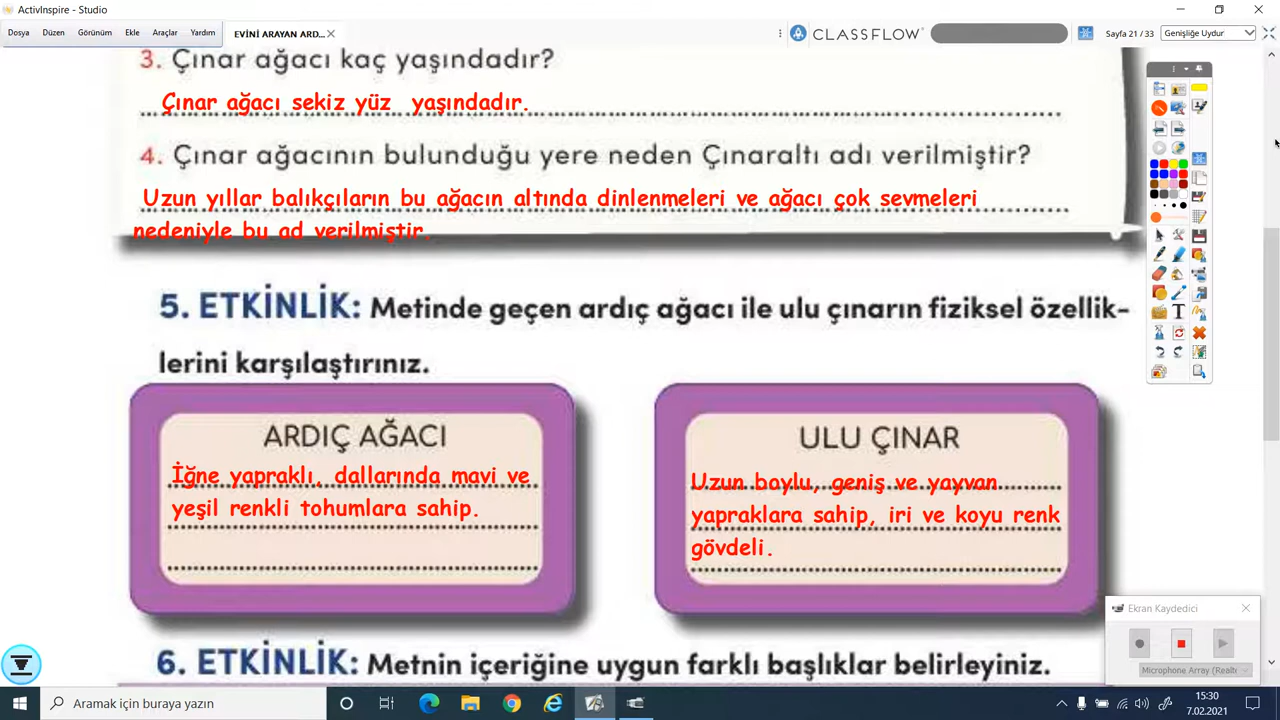 ActivInspire - Studio
Dosya Düzen Görünüm Ekle Araçlar Yardım
EVİNİ ARAYAN ARD...
CLASSFLOW
Sayfa 21 / 33
Genişliğe Uydur
3. Çınar ağacı kaç yaşındadır?
Çınar ağacı sekiz yüz yaşındadır.
4. Çınar ağacının bulunduğu yere neden Çınaraltı adı verilmiştir?
Uzun yıllar balıkçıların bu ağacın altında dinlenmeleri ve ağacı çok sevmeleri
nedeniyle bu ad verilmiştir.
5. ETKİNLİK: Metinde geçen ardıç ağacı ile ulu çınarın fiziksel özellik-
lerini karşılaştırınız.
ARDIÇ AĞACI
İğne yapraklı, dallarında mavi ve
yeşil renkli tohumlara sahip.
ULU ÇINAR
Uzun boylu, geniş ve yayvan
yapraklara sahip, iri ve koyu renk
gövdeli.
6. ETKİNLİK: Metnin içeriğine uygun farklı başlıklar belirleyiniz.
Ekran Kaydedici
Microphone Array (Realte
Aramak için buraya yazın
15:30
7.02.2021